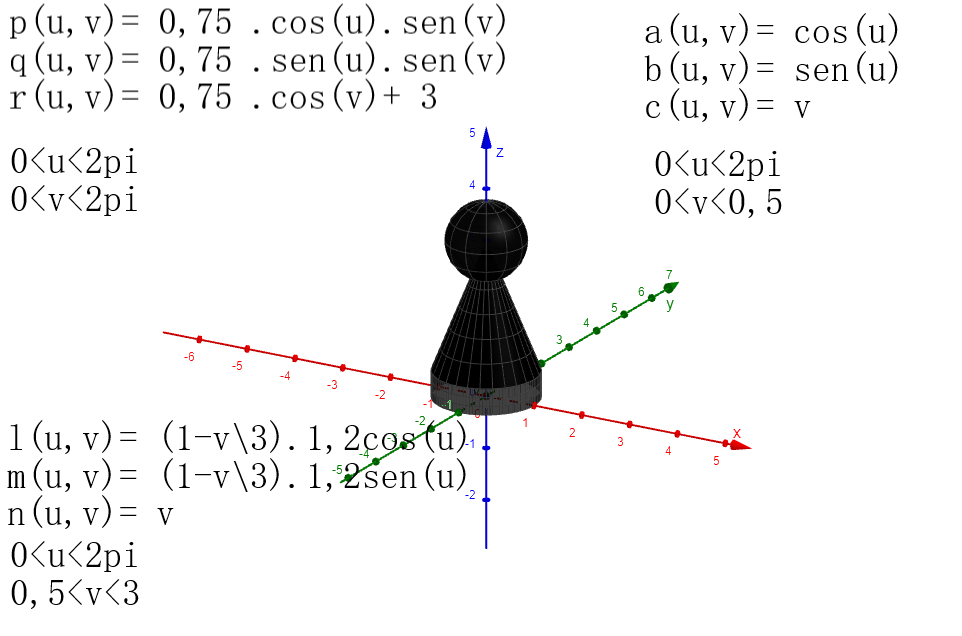 p(u,v)= 0,75 .cos(u).sen(v)
q(u,v)= 0,75 .sen(u).sen(v)
r(u,v)= 0,75 .cos(v)+ 3
0<u<2pi
0<v<2pi
a(u,v)= cos(u)
b(u,v)= sen(u)
c(u,v)= v
0<u<2pi
0<v<0,5
5
z
4
7
6
y
5
4
3
-6
-5
-4
-3
-2
-1
-1
0
1
2
3
4
5
x
-2
-3
-4
-5
-1
-2
l(u,v)= (1-v\3).1,2cos(u)
m(u,v)= (1-v\3).1,2sen(u)
n(u,v)= v
0<u<2pi
0,5<v<3